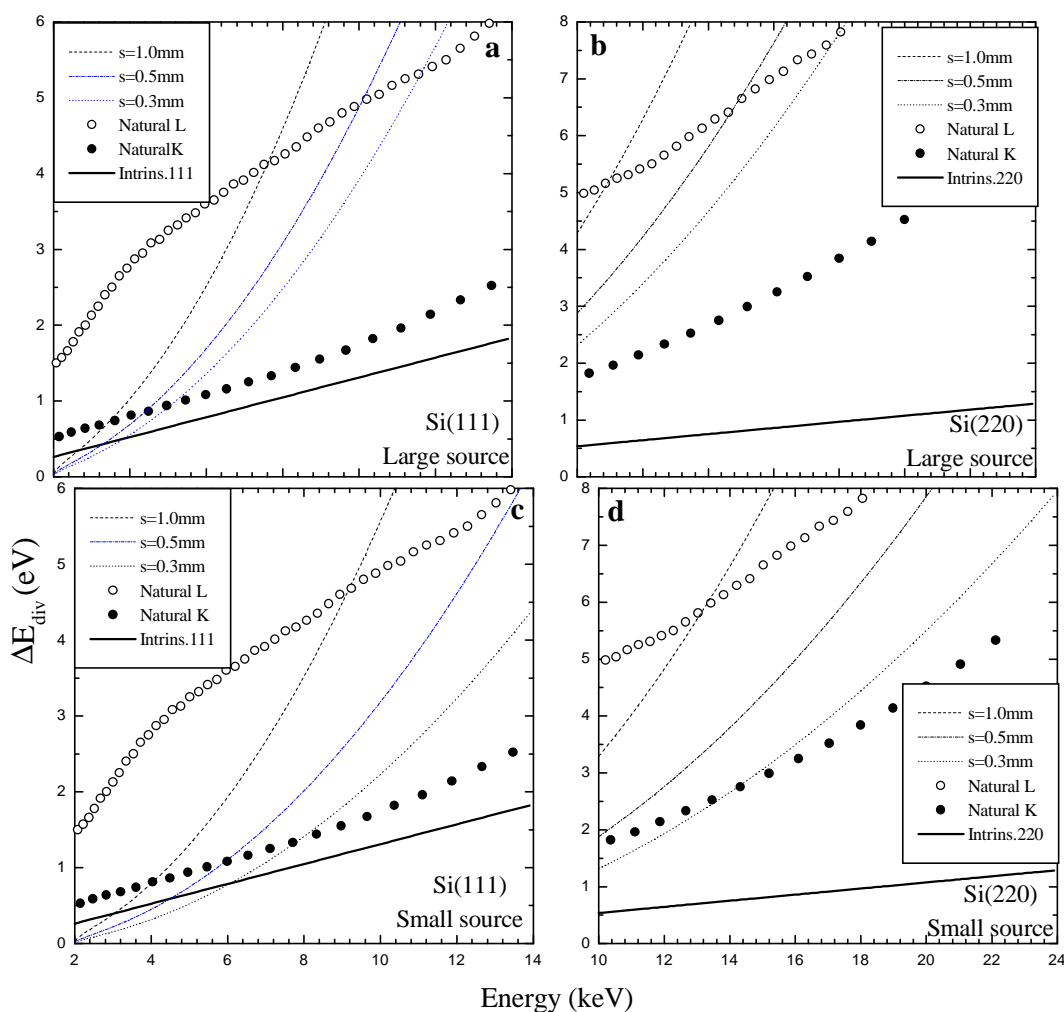 a
6
5
4
3
2
1
0
s=1.0mm
s=0.5mm
s=0.3mm
Natural L
NaturalK
Intrins.111
Si(111)
Large source
b
8
7
6
5
4
3
2
1
0
s=1.0mm
s=0.5mm
s=0.3mm
Natural L
Natural K
Intrins.220
Si(220)
Large source
c
6
5
4
3
2
1
0
s=1.0mm
s=0.5mm
s=0.3mm
Natural L
Natural K
Intrins.111
Si(111)
Small source
2 4 6 8 10 12 14
d
8
7
6
5
4
3
2
1
0
s=1.0mm
s=0.5mm
s=0.3mm
Natural L
Natural K
Intrins.220
Si(220)
Small source
10 12 14 16 18 20 22 24
ΔEdiv (eV)
Energy (keV)